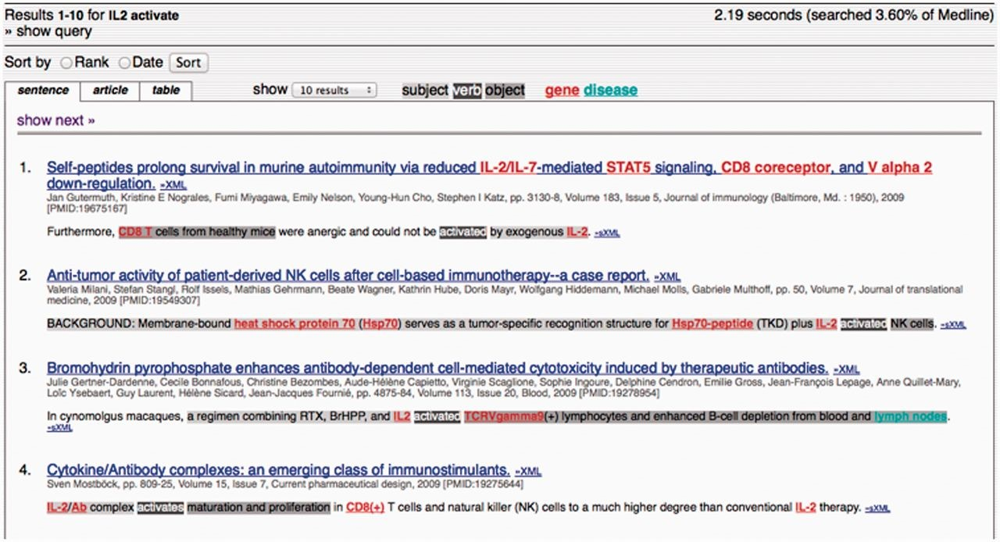 Results 1-10 for IL2 activate
2.19 seconds (searched 3.60% of Medline)
» show query
Sort by Rank Date Sort
sentence article table show 10 results subject verb object gene disease
show next »
1. Self-peptides prolong survival in murine autoimmunity via reduced IL-2/IL-7-mediated STAT5 signaling, CD8 coreceptor, and V alpha 2
down-regulation. »XML
Jan Gutermuth, Kristine E Nograles, Fumi Miyagawa, Emily Nelson, Young-Hun Cho, Stephen I Katz, pp. 3130-8, Volume 183, Issue 5, Journal of immunology (Baltimore, Md. : 1950), 2009
[PMID:19675167]
Furthermore, CD8 T cells from healthy mice were anergic and could not be activated by exogenous IL-2. »sXML
2. Anti-tumor activity of patient-derived NK cells after cell-based immunotherapy--a case report. »XML
Valeria Milani, Stefan Stangl, Rolf Issels, Mathias Gehrmann, Beate Wagner, Kathrin Hube, Doris Mayr, Wolfgang Hiddemann, Michael Molls, Gabriele Multhoff, pp. 50, Volume 7, Journal of translational
medicine, 2009 [PMID:19549307]
BACKGROUND: Membrane-bound heat shock protein 70 (Hsp70) serves as a tumor-specific recognition structure for Hsp70-peptide (TKD) plus IL-2 activated NK cells. »sXML
3. Bromohydrin pyrophosphate enhances antibody-dependent cell-mediated cytotoxicity induced by therapeutic antibodies. »XML
Julie Gertner-Dardenne, Cecile Bonnafous, Christine Bezombes, Aude-Hélène Capietto, Virginie Scaglione, Sophie Ingoure, Delphine Cendron, Emilie Gross, Jean-François Lepage, Anne Quillet-Mary,
Loïc Ysebaert, Guy Laurent, Hélène Sicard, Jean-Jacques Fournié, pp. 4875-84, Volume 113, Issue 20, Blood, 2009 [PMID:19278954]
In cynomolgus macaques, a regimen combining RTX, BrHPP, and IL2 activated TCRVgamma9(+) lymphocytes and enhanced B-cell depletion from blood and lymph nodes.
»sXML
4. Cytokine/Antibody complexes: an emerging class of immunostimulants. »XML
Sven Mostböck, pp. 809-25, Volume 15, Issue 7, Current pharmaceutical design, 2009 [PMID:19275644]
IL-2/Ab complex activates maturation and proliferation in CD8(+) T cells and natural killer (NK) cells to a much higher degree than conventional IL-2 therapy. »sXML